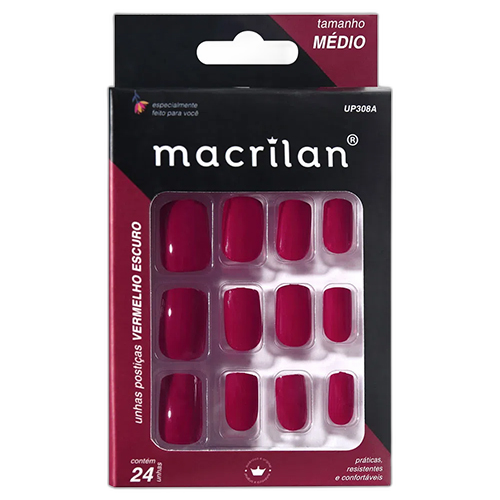 tamanho
MÉDIO
especialmente
feito para você
UP308A
macrilan®
unhas postiças VERMELHO ESCURO
contém
24 unhas
práticas,
resistentes
e confortáveis